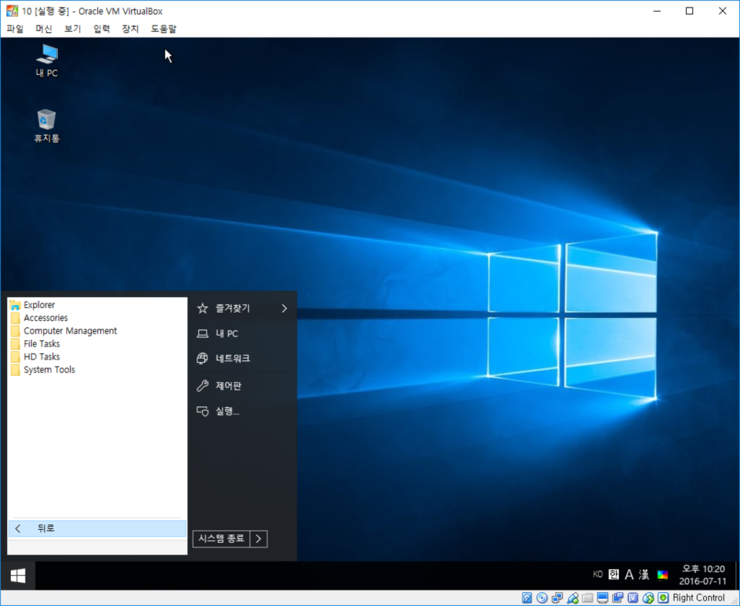 10 [실행 중] - Oracle VM VirtualBox
파일 머신 보기 입력 장치 도움말
내 PC
휴지통
Explorer
Accessories
Computer Management
File Tasks
HD Tasks
System Tools
뒤로
즐겨찾기
내 PC
네트워크
제어판
실행...
시스템 종료
KO 한 A 漢
오후 10:20
2016-07-11
Right Control